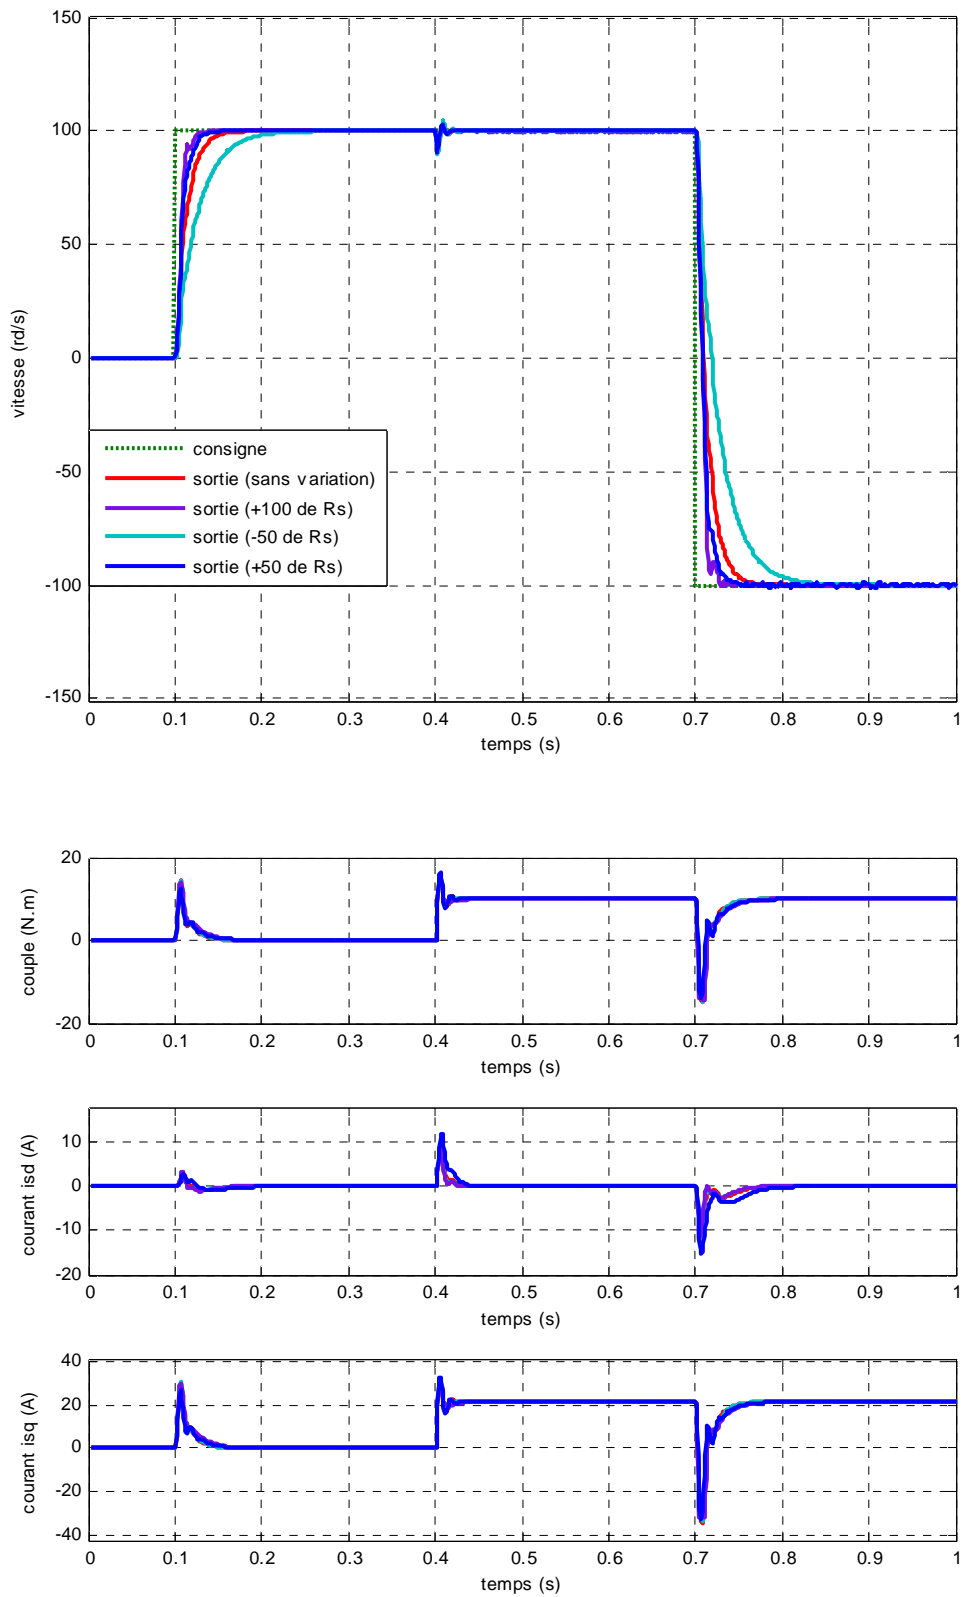 150
100
50
0
-50
-100
-150
vitesse (rd/s)
consigne
sortie (sans variation)
sortie (+100 de Rs)
sortie (-50 de Rs)
sortie (+50 de Rs)
0 0.1 0.2 0.3 0.4 0.5 0.6 0.7 0.8 0.9 1
temps (s)
20
0
-20
couple (N.m)
0 0.1 0.2 0.3 0.4 0.5 0.6 0.7 0.8 0.9 1
temps (s)
10
0
-10
-20
courant isd (A)
0 0.1 0.2 0.3 0.4 0.5 0.6 0.7 0.8 0.9 1
temps (s)
40
20
0
-20
-40
courant isq (A)
0 0.1 0.2 0.3 0.4 0.5 0.6 0.7 0.8 0.9 1
temps (s)